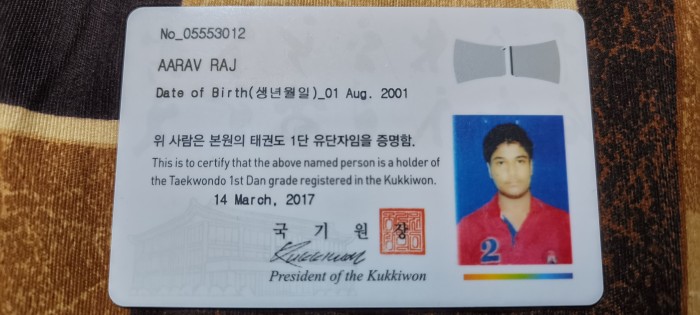 No_05553012
AARAV RAJ
Date of Birth(생년월일)_01 Aug. 2001
위 사람은 본원의 태권도 1단 유단자임을 증명함.
This is to certify that the above named person is a holder of
the Taekwondo 1st Dan grade registered in the Kukkiwon.
14 March, 2017
국 기 원 장
Kukkiwon
President of the Kukkiwon
2